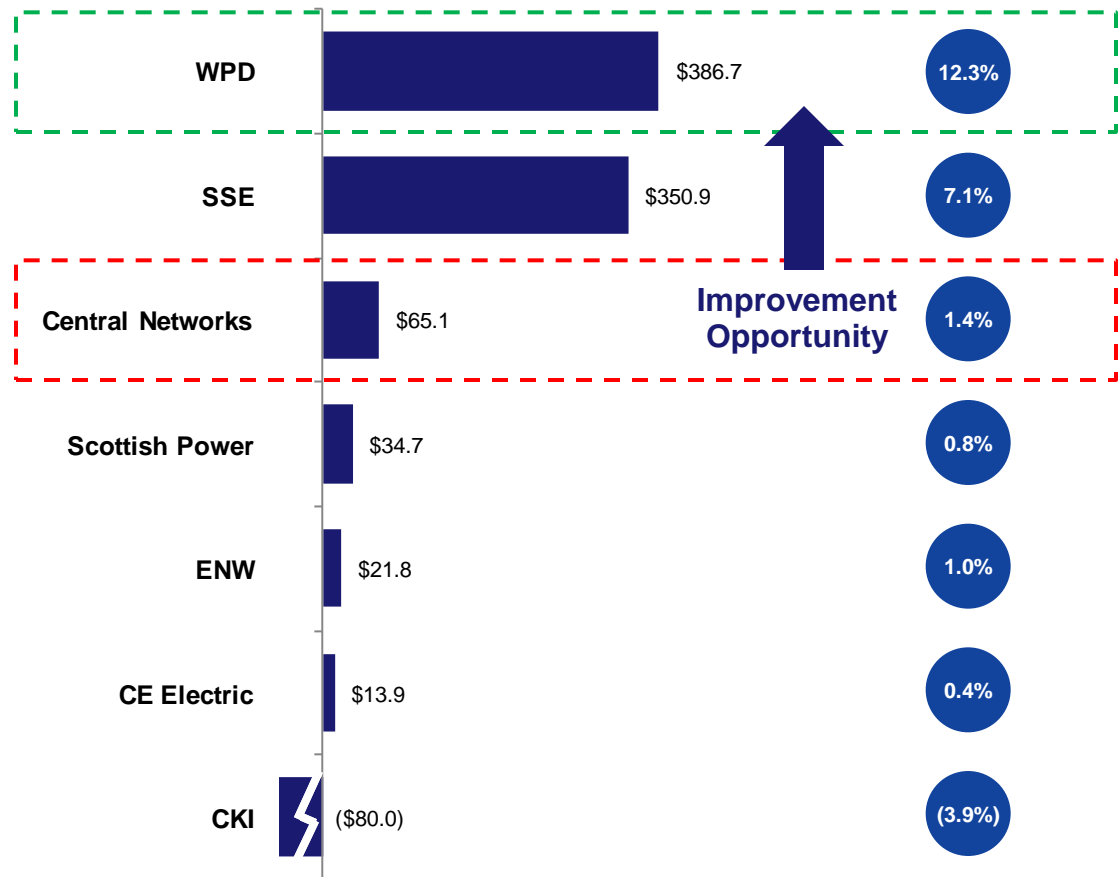 WPD $386.7 12.3%
SSE $350.9 7.1%
Central Networks $65.1 Improvement 1.4%
Opportunity
Scottish Power $34.7 0.8%
ENW $21.8 1.0%
CE Electric $13.9 0.4%
CKI ($80.0) (3.9%)